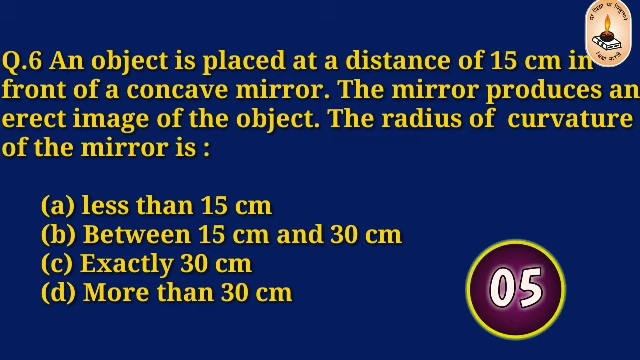 Q.6 An object is placed at a distance of 15 cm in
front of a concave mirror. The mirror produces an
erect image of the object. The radius of curvature
of the mirror is :
(a) less than 15 cm
(b) Between 15 cm and 30 cm
(c) Exactly 30 cm
(d) More than 30 cm
05